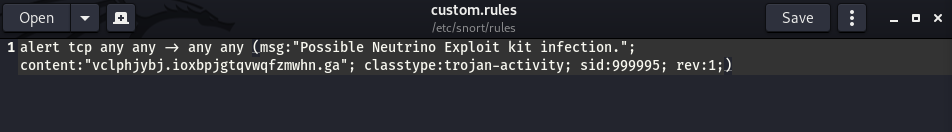 Open
custom.rules
/etc/snort/rules
Save
1 alert tcp any any -> any any (msg:"Possible Neutrino Exploit kit infection.";
content:"vclphjybj.ioxbpjgtqvwqfzmwhn.ga"; classtype:trojan-activity; sid:999995; rev:1;)